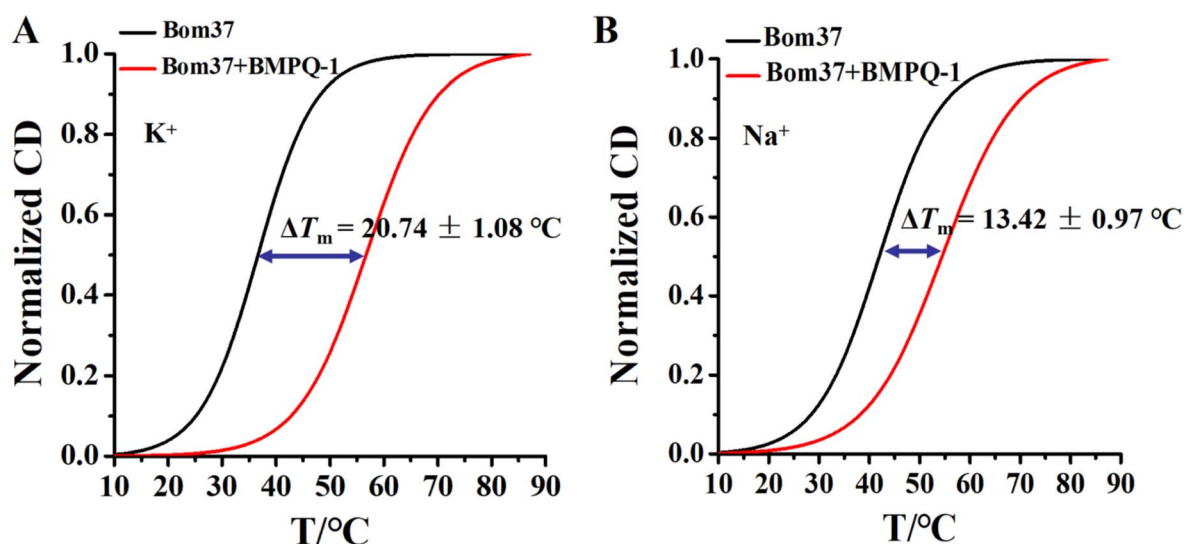 A
Bom37
Bom37+BMPQ-1
K⁺
ΔTm = 20.74 ± 1.08 ℃
Normalized CD
1.0
0.8
0.6
0.4
0.2
0.0
10 20 30 40 50 60 70 80 90
T/℃
B
Bom37
Bom37+BMPQ-1
Na⁺
ΔTm = 13.42 ± 0.97 ℃
Normalized CD
1.0
0.8
0.6
0.4
0.2
0.0
10 20 30 40 50 60 70 80 90
T/℃